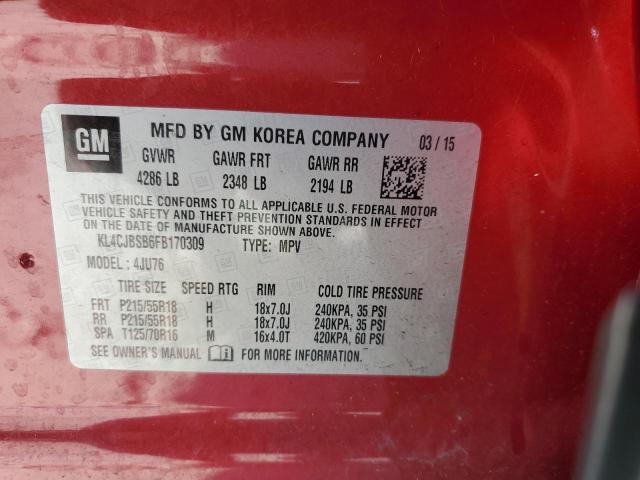 GM MFD BY GM KOREA COMPANY 03 / 15
GVWR GAWR FRT GAWR RR
4286 LB 2348 LB 2194 LB
THIS VEHICLE CONFORMS TO ALL APPLICABLE U.S. FEDERAL MOTOR
VEHICLE SAFETY AND THEFT PREVENTION STANDARDS IN EFFECT
ON THE DATE OF MANUFACTURE SHOWN ABOVE.
KL4CJBSB6FB170309 TYPE: MPV
MODEL: 4JU76
TIRE SIZE SPEED RTG RIM COLD TIRE PRESSURE
FRT P215/55R18 H 18x7.0J 240KPA, 35 PSI
RR P215/55R18 H 18x7.0J 240KPA, 35 PSI
SPA T125/70R16 M 16x4.0T 420KPA, 60 PSI
SEE OWNER'S MANUAL FOR MORE INFORMATION.